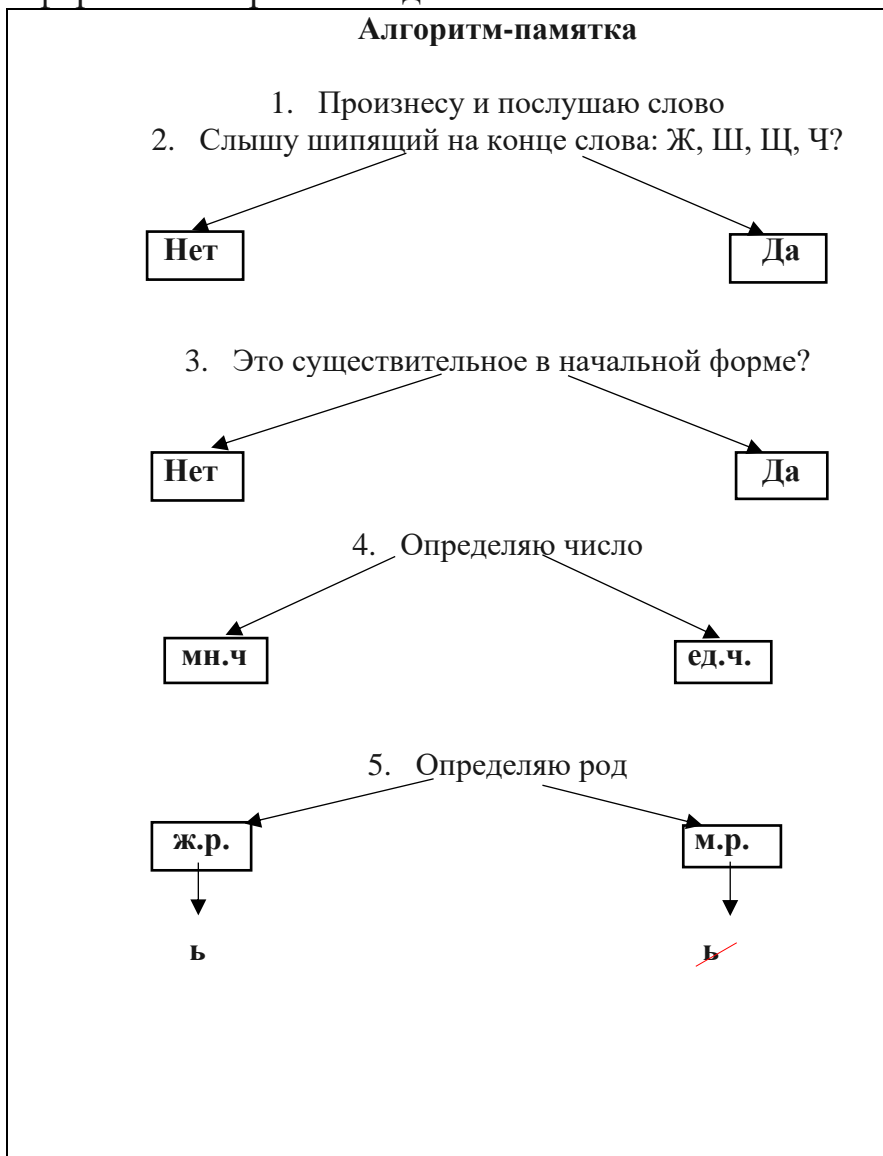 Алгоритм-памятка
1. Произнесу и послушаю слово
2. Слышу шипящий на конце слова: Ж, Ш, Щ, Ч?
Нет Да
3. Это существительное в начальной форме?
Нет Да
4. Определяю число
мн.ч ед.ч.
5. Определяю род
ж.р. м.р.
ь ь